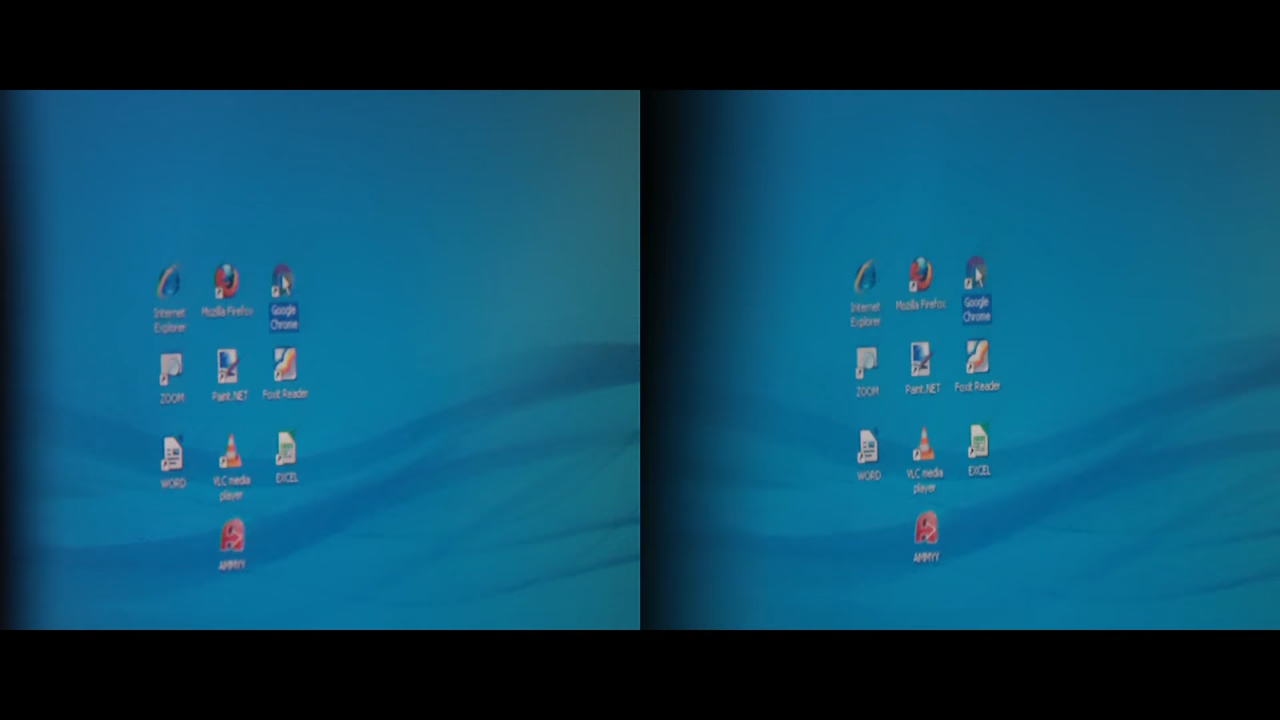 Internet
Explorer
Mozilla Firefox
Google
Chrome
ZOOM
Paint.NET
Foxit Reader
WORD
VLC media
player
EXCEL
AMMYY
Internet
Explorer
Mozilla Firefox
Google
Chrome
ZOOM
Paint.NET
Foxit Reader
WORD
VLC media
player
EXCEL
AMMYY